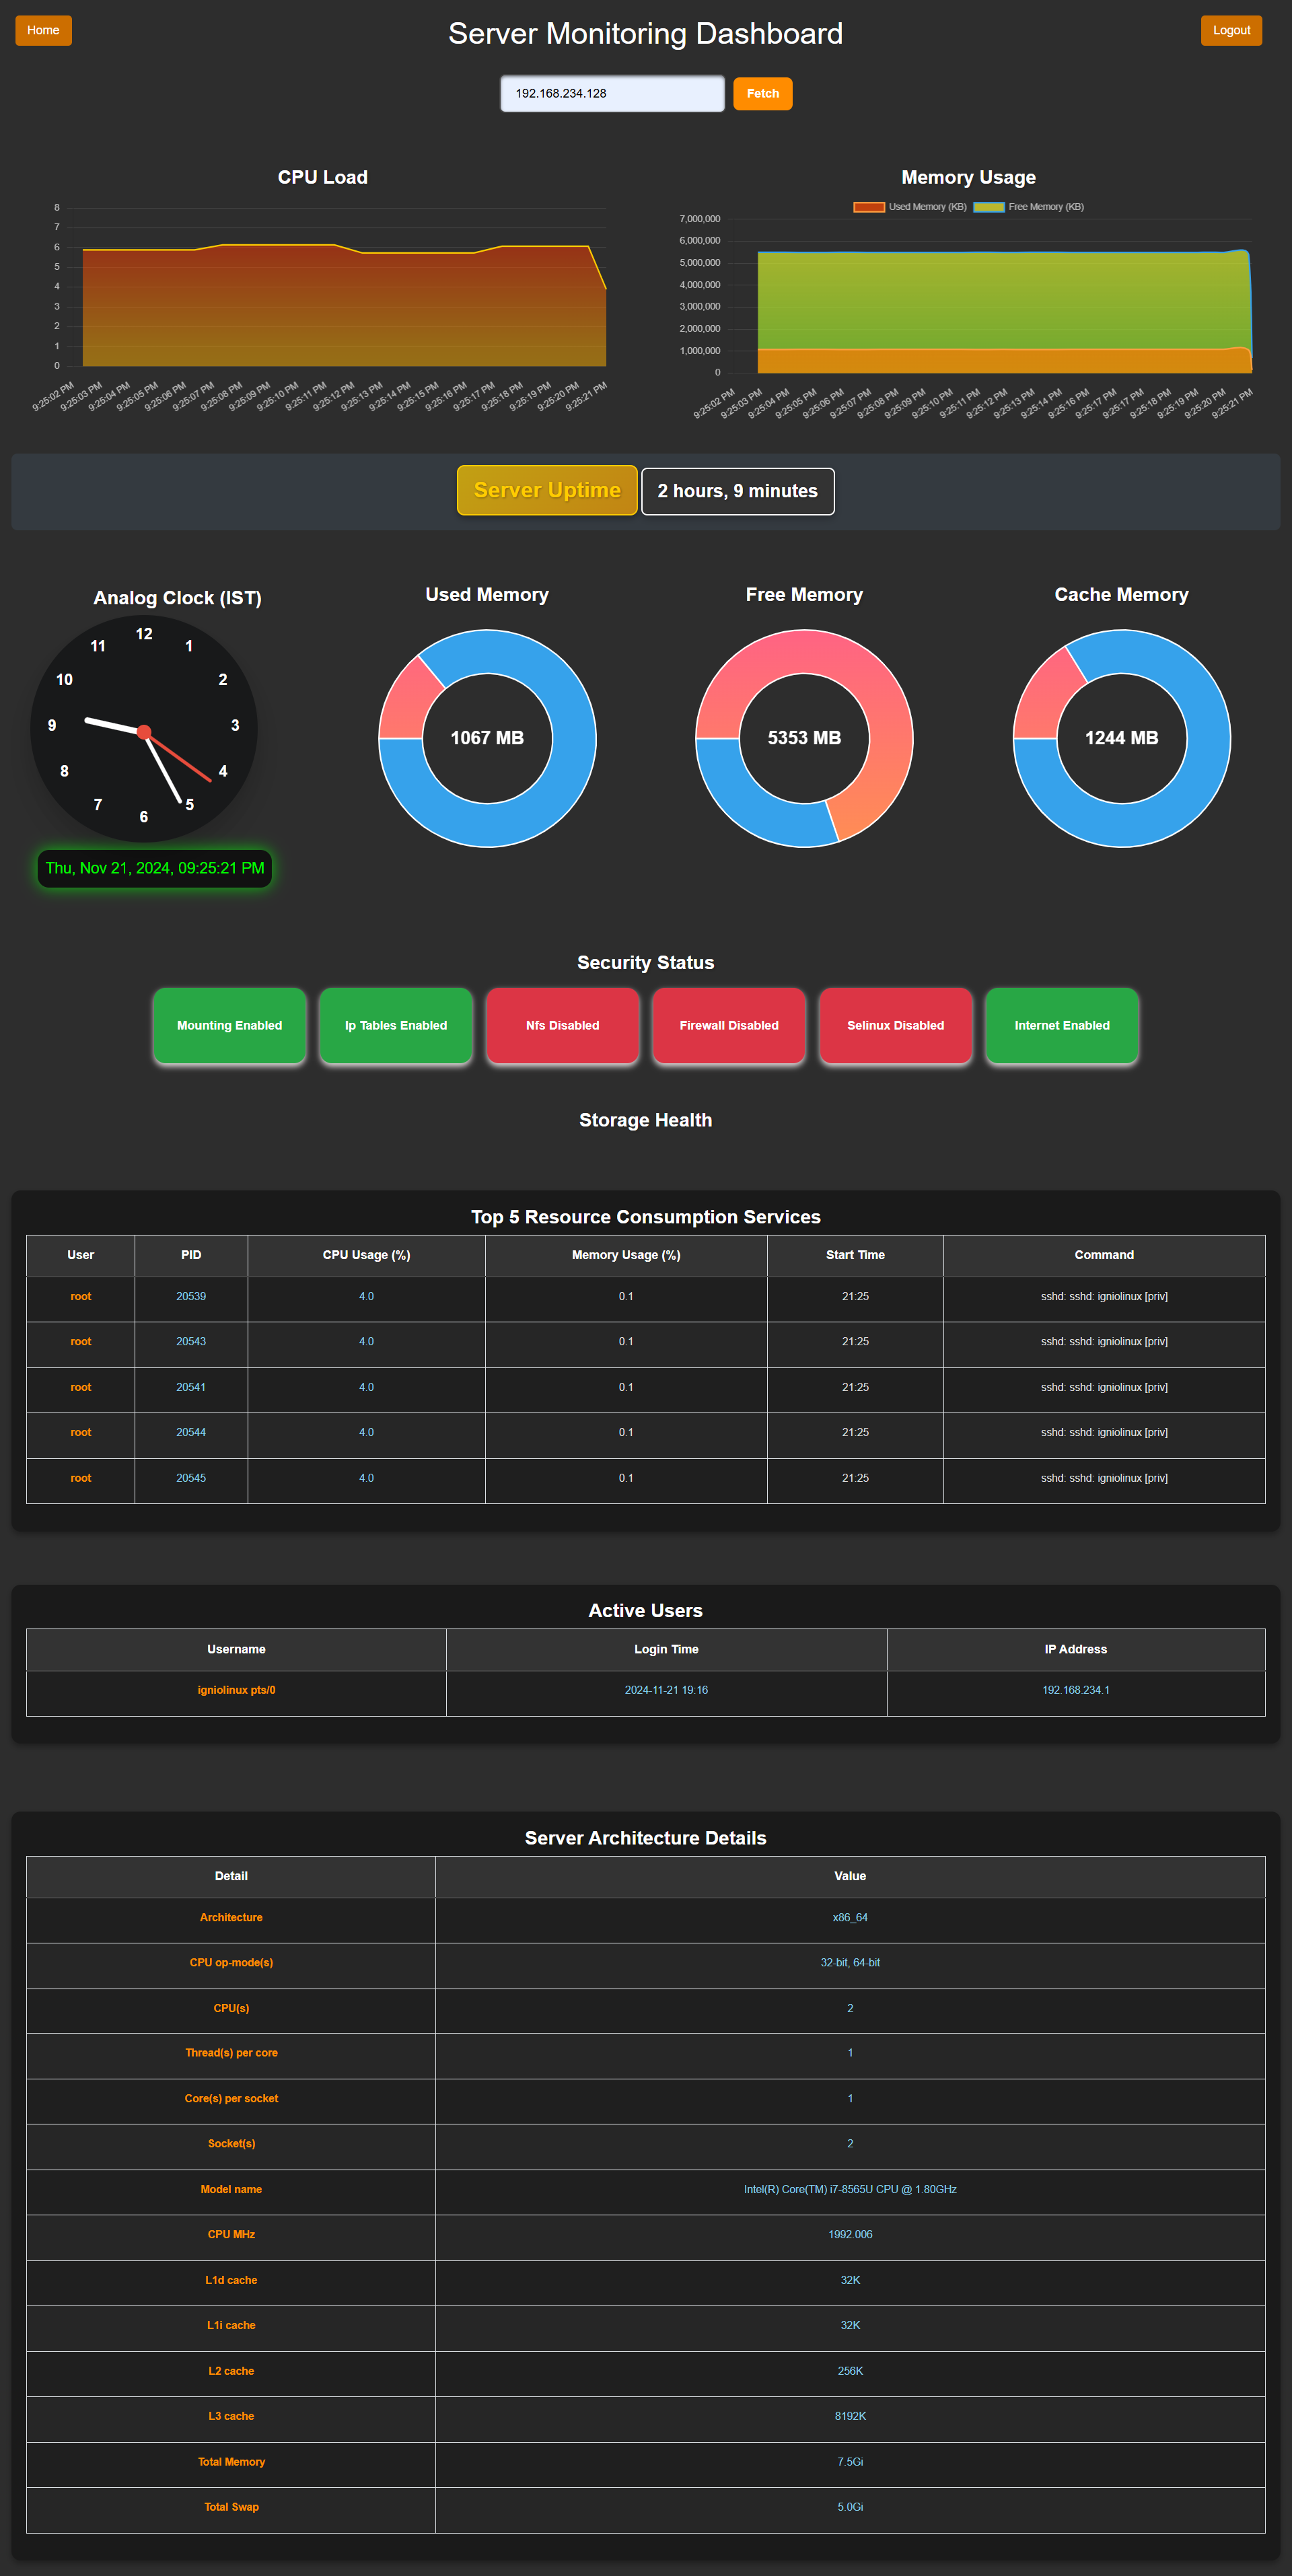 Home
Server Monitoring Dashboard
Logout
192.168.234.128
Fetch
CPU Load
8
7
6
5
4
3
2
1
0
9:25:02 PM
9:25:03 PM
9:25:04 PM
9:25:05 PM
9:25:06 PM
9:25:07 PM
9:25:08 PM
9:25:09 PM
9:25:10 PM
9:25:11 PM
9:25:12 PM
9:25:13 PM
9:25:14 PM
9:25:15 PM
9:25:16 PM
9:25:17 PM
9:25:18 PM
9:25:19 PM
9:25:20 PM
9:25:21 PM
Memory Usage
Used Memory (KB) Free Memory (KB)
7,000,000
6,000,000
5,000,000
4,000,000
3,000,000
2,000,000
1,000,000
0
9:25:02 PM
9:25:03 PM
9:25:04 PM
9:25:05 PM
9:25:06 PM
9:25:07 PM
9:25:08 PM
9:25:09 PM
9:25:10 PM
9:25:11 PM
9:25:12 PM
9:25:13 PM
9:25:14 PM
9:25:16 PM
9:25:17 PM
9:25:17 PM
9:25:18 PM
9:25:19 PM
9:25:20 PM
9:25:21 PM
Server Uptime
2 hours, 9 minutes
Analog Clock (IST)
12
1
2
3
4
5
6
7
8
9
10
11
Thu, Nov 21, 2024, 09:25:21 PM
Used Memory
1067 MB
Free Memory
5353 MB
Cache Memory
1244 MB
Security Status
Mounting Enabled
Ip Tables Enabled
Nfs Disabled
Firewall Disabled
Selinux Disabled
Internet Enabled
Storage Health
Top 5 Resource Consumption Services
User PID CPU Usage (%) Memory Usage (%) Start Time Command
root 20539 4.0 0.1 21:25 sshd: sshd: igniolinux [priv]
root 20543 4.0 0.1 21:25 sshd: sshd: igniolinux [priv]
root 20541 4.0 0.1 21:25 sshd: sshd: igniolinux [priv]
root 20544 4.0 0.1 21:25 sshd: sshd: igniolinux [priv]
root 20545 4.0 0.1 21:25 sshd: sshd: igniolinux [priv]
Active Users
Username Login Time IP Address
igniolinux pts/0 2024-11-21 19:16 192.168.234.1
Server Architecture Details
Detail Value
Architecture x86_64
CPU op-mode(s) 32-bit, 64-bit
CPU(s) 2
Thread(s) per core 1
Core(s) per socket 1
Socket(s) 2
Model name Intel(R) Core(TM) i7-8565U CPU @ 1.80GHz
CPU MHz 1992.006
L1d cache 32K
L1i cache 32K
L2 cache 256K
L3 cache 8192K
Total Memory 7.5Gi
Total Swap 5.0Gi